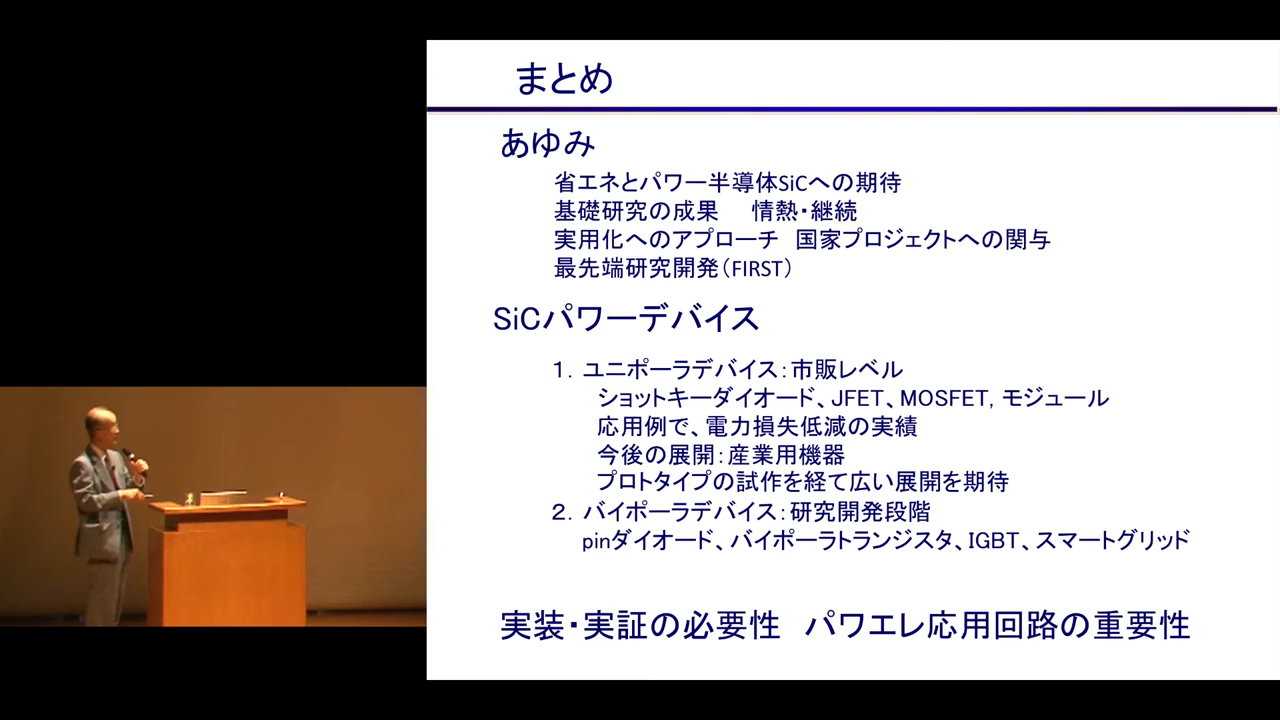 まとめ
あゆみ
省エネとパワー半導体SiCへの期待
基礎研究の成果　情熱・継続
実用化へのアプローチ　国家プロジェクトへの関与
最先端研究開発（FIRST）
SiCパワーデバイス
１．ユニポーラデバイス：市販レベル
ショットキーダイオード、JFET、MOSFET, モジュール
応用例で、電力損失低減の実績
今後の展開：産業用機器
プロトタイプの試作を経て広い展開を期待
２．バイポーラデバイス：研究開発段階
pinダイオード、バイポーラトランジスタ、IGBT、スマートグリッド
実装・実証の必要性　パワエレ応用回路の重要性